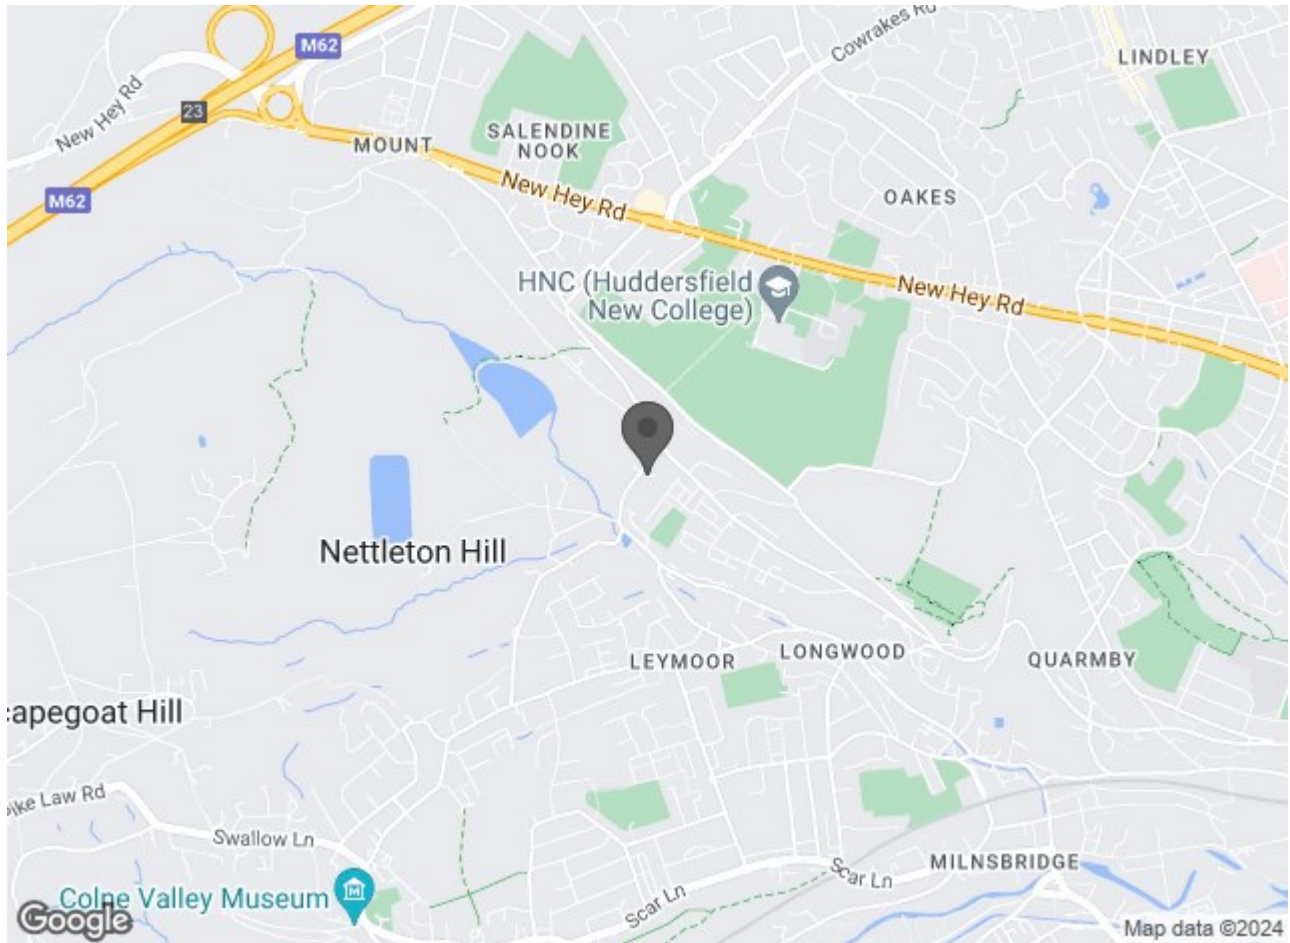 Cowrakes Rd
M62
LINDLEY
New Hey Rd
23
MOUNT
SALENDINE
NOOK
M62
New Hey Rd
OAKES
HNC (Huddersfield
New College)
New Hey Rd
Nettleton Hill
LEYMOOR
LONGWOOD
QUARMBY
capegoat Hill
Pike Law Rd
Swallow Ln
MILNSBRIDGE
Scar Ln
Scar Ln
Colne Valley Museum
M
Google
Map data ©2024